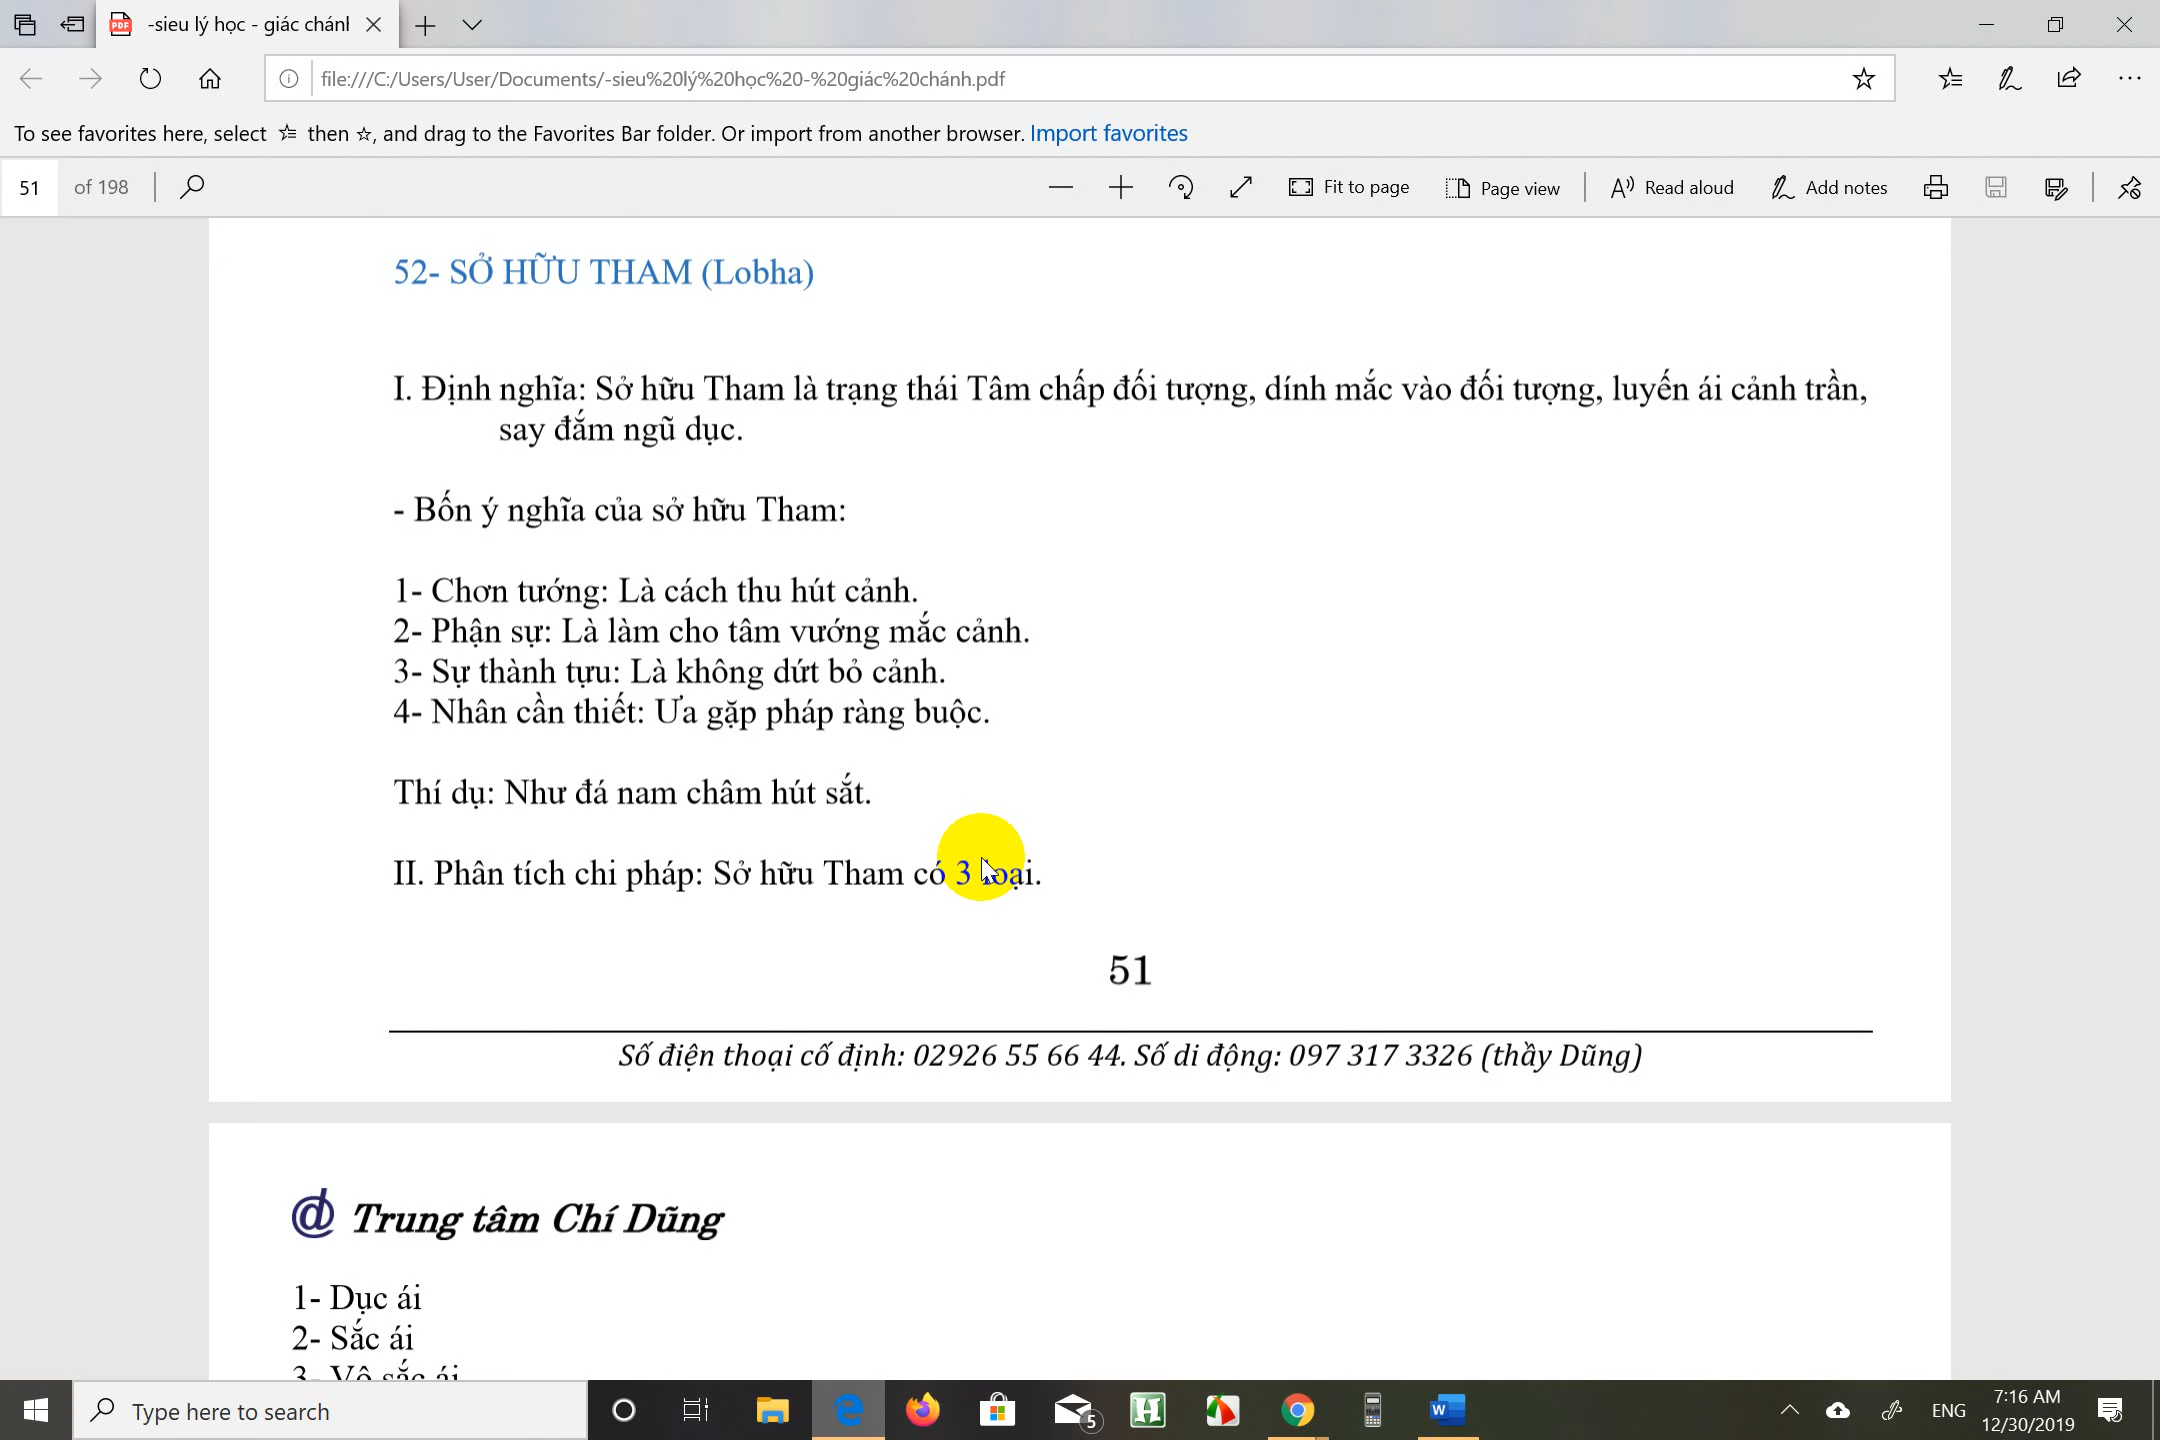 -sieu lý học - giác chánh
file:///C:/Users/User/Documents/-sieu%20lý%20học%20-%20giác%20chánh.pdf
To see favorites here, select then , and drag to the Favorites Bar folder. Or import from another browser. Import favorites
51 of 198 Fit to page Page view Read aloud Add notes
52- SỞ HỮU THAM (Lobha)
I. Định nghĩa: Sở hữu Tham là trạng thái Tâm chấp đối tượng, dính mắc vào đối tượng, luyến ái cảnh trần,
say đắm ngũ dục.
- Bốn ý nghĩa của sở hữu Tham:
1- Chơn tướng: Là cách thu hút cảnh.
2- Phận sự: Là làm cho tâm vướng mắc cảnh.
3- Sự thành tựu: Là không dứt bỏ cảnh.
4- Nhân cần thiết: Ưa gặp pháp ràng buộc.
Thí dụ: Như đá nam châm hút sắt.
II. Phân tích chi pháp: Sở hữu Tham có 3 loại.
51
Số điện thoại cố định: 02926 55 66 44. Số di động: 097 317 3326 (thầy Dũng)
Trung tâm Chí Dũng
1- Dục ái
2- Sắc ái
3- Vô sắc ái
Type here to search
5
ENG
7:16 AM
12/30/2019